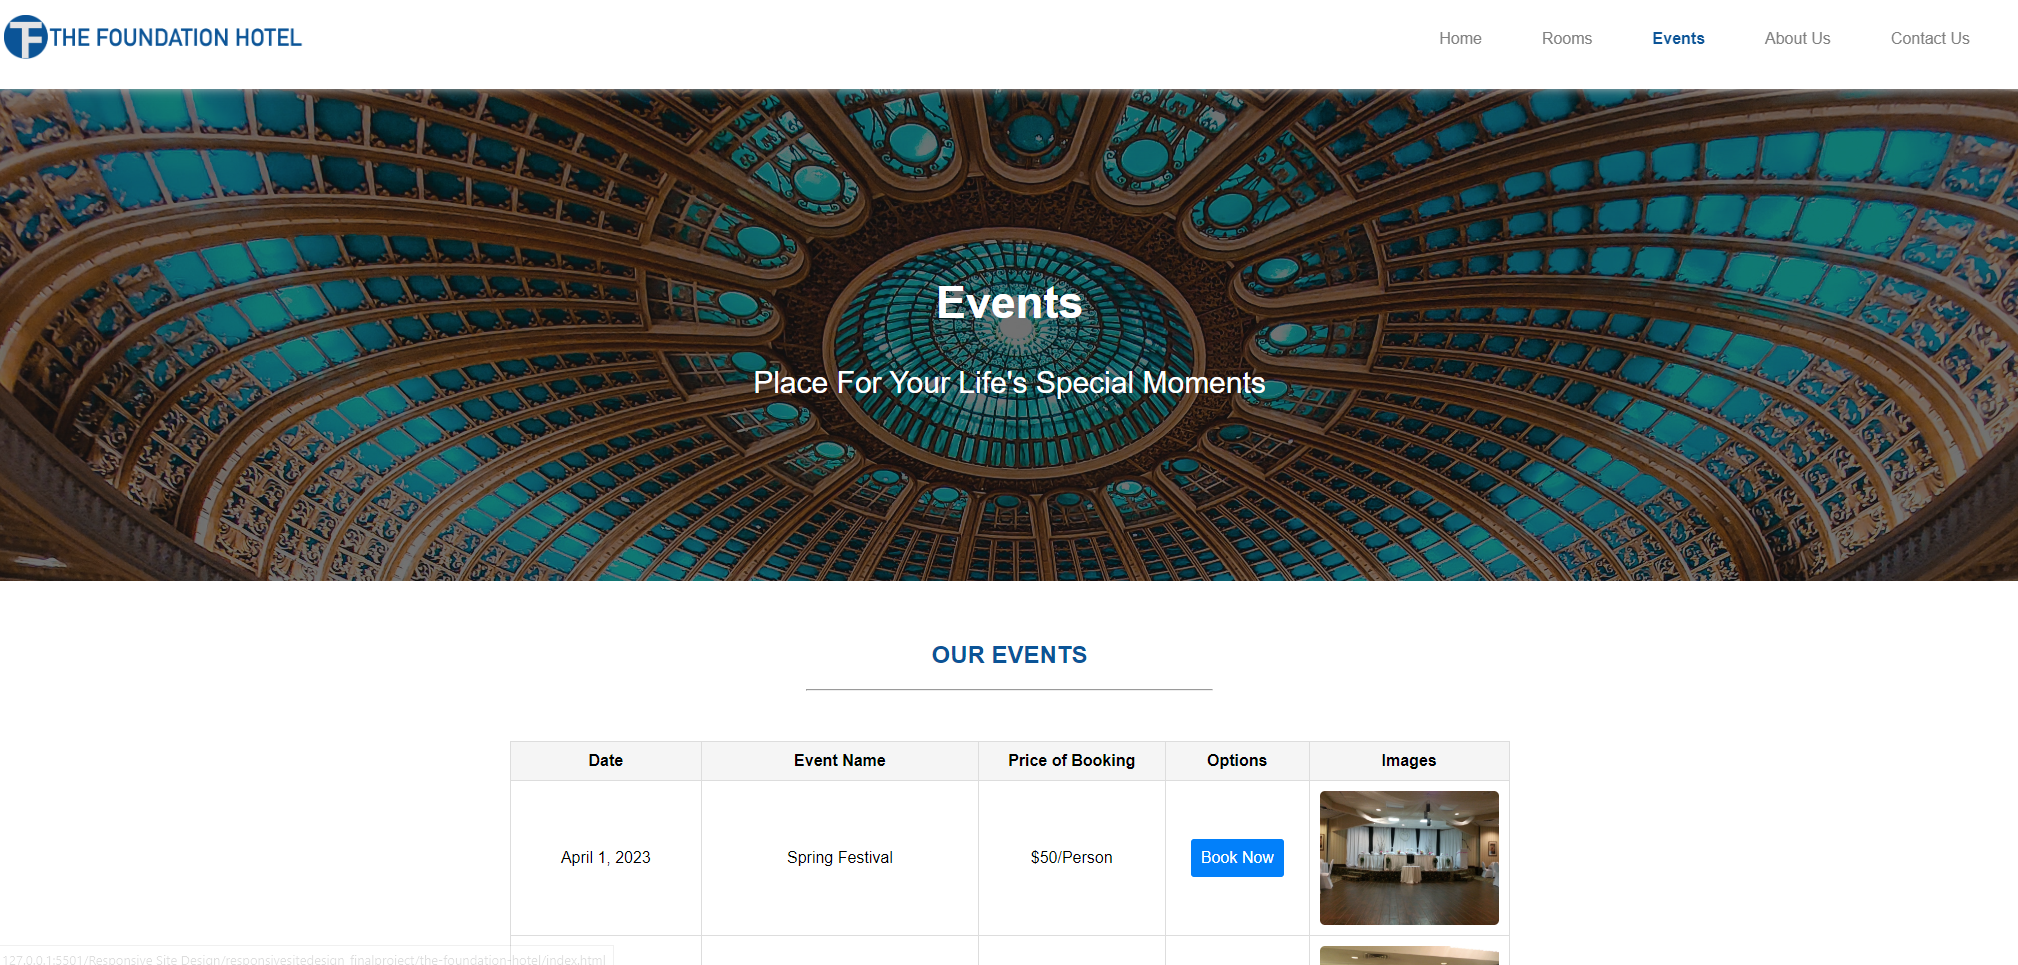 TF THE FOUNDATION HOTEL
Home Rooms Events About Us Contact Us
Events
Place For Your Life's Special Moments
OUR EVENTS
Date Event Name Price of Booking Options Images
April 1, 2023 Spring Festival $50/Person Book Now
127.0.0.1:5501/Responsive Site Design/responsivesitedesign_finalproject/the-foundation-hotel/index.html